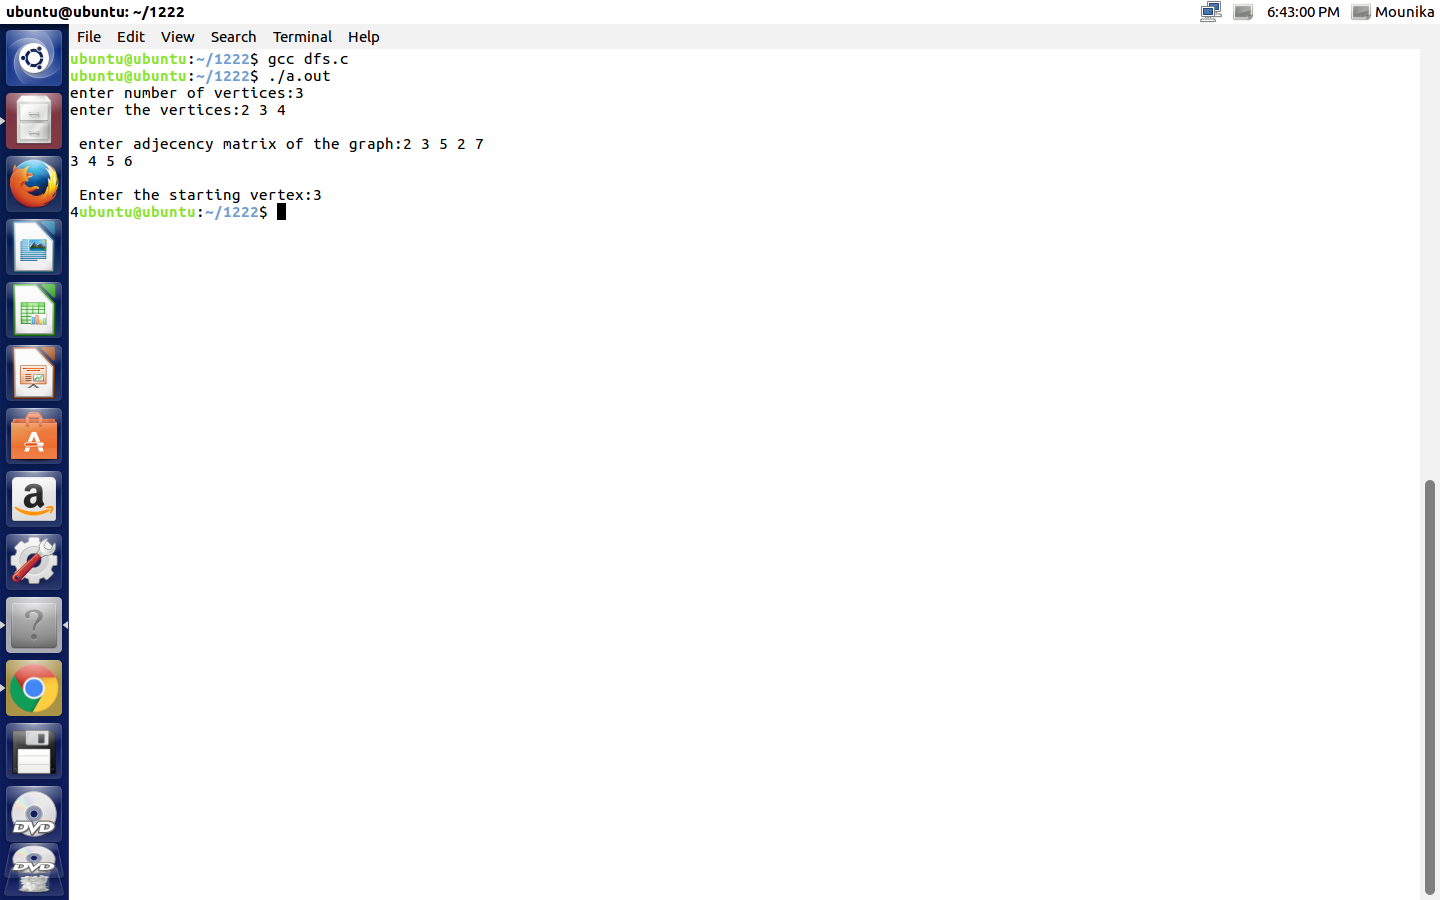 ubuntu@ubuntu: ~/1222
6:43:00 PM
Mounika
File Edit View Search Terminal Help
ubuntu@ubuntu:~/1222$ gcc dfs.c
ubuntu@ubuntu:~/1222$ ./a.out
enter number of vertices:3
enter the vertices:2 3 4
enter adjecency matrix of the graph:2 3 5 2 7
3 4 5 6
Enter the starting vertex:3
4ubuntu@ubuntu:~/1222$
A
a
?
DVD
DVD